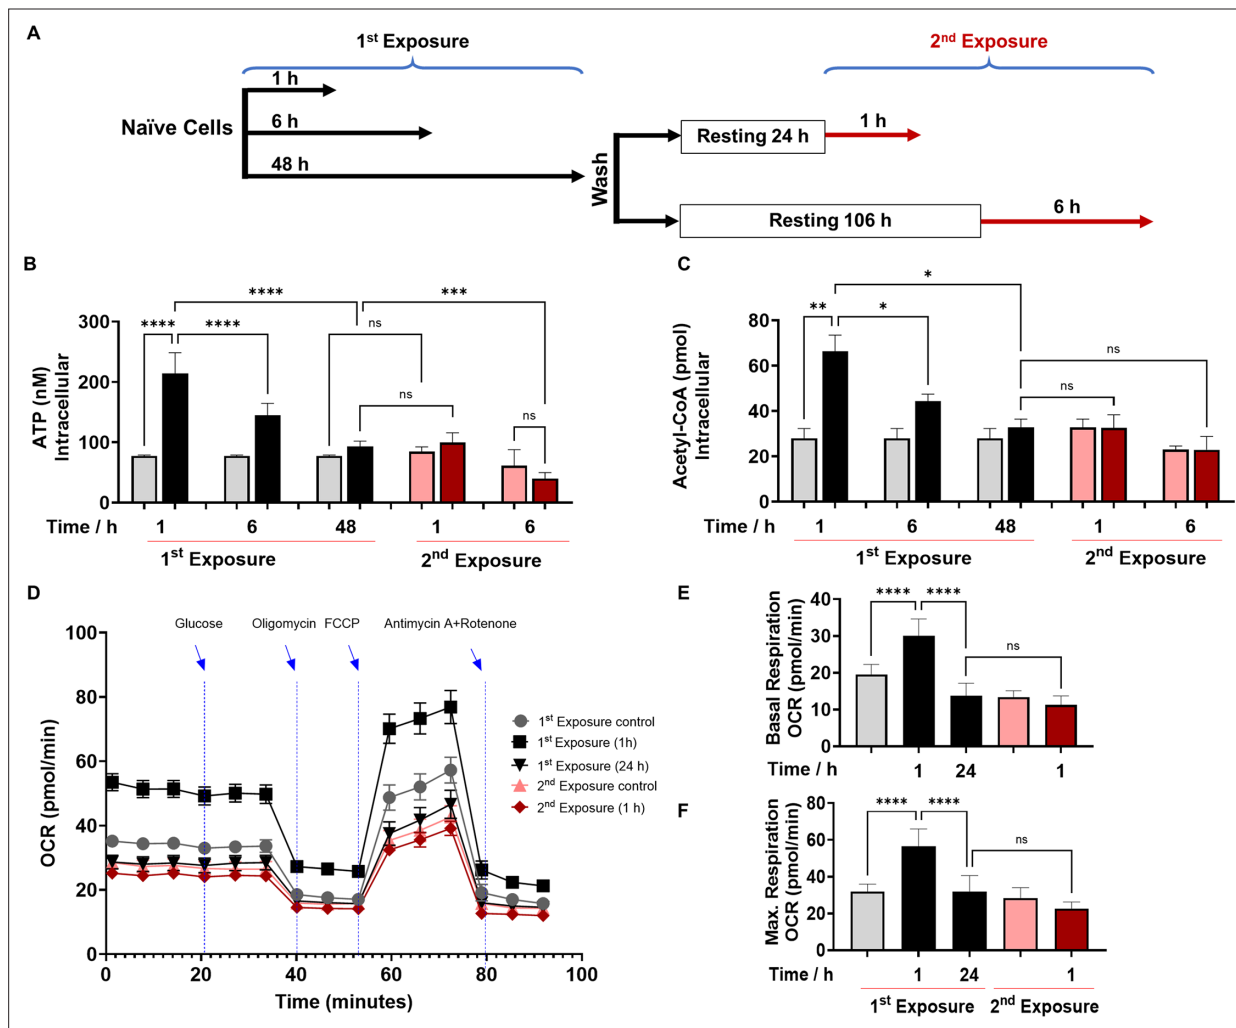 A
1st Exposure
2nd Exposure
1 h
Naïve Cells
6 h
48 h
Wash
Resting 24 h
1 h
Resting 106 h
6 h
B
ATP (nM)
Intracellular
300
200
100
0
****
****
****
ns
ns
***
ns
Time / h
1
6
48
1
6
1st Exposure
2nd Exposure
C
Acetyl-CoA (pmol)
Intracellular
80
60
40
20
0
**
*
*
ns
ns
Time / h
1
6
48
1
6
1st Exposure
2nd Exposure
D
OCR (pmol/min)
100
80
60
40
20
0
Glucose
Oligomycin
FCCP
Antimycin A+Rotenone
1st Exposure control
1st Exposure (1h)
1st Exposure (24 h)
2nd Exposure control
2nd Exposure (1 h)
0
20
40
60
80
100
Time (minutes)
E
Basal Respiration
OCR (pmol/min)
40
30
20
10
0
****
****
ns
Time / h
1
24
1
F
Max. Respiration
OCR (pmol/min)
80
60
40
20
0
****
****
ns
Time / h
1
24
1
1st Exposure
2nd Exposure